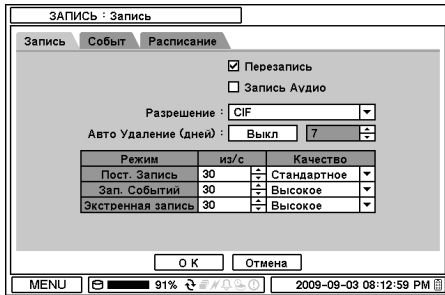 ЗАПИСЬ : Запись
Запись Событ Расписание
Перезапись
Запись Аудио
Разрешение : CIF
Авто Удаление (дней) : Выкл 7
Режим из/с Качество
Пост. Запись 30 Стандартное
Зап. Событий 30 Высокое
Экстренная запись 30 Высокое
О К Отмена
MENU 91% 2009-09-03 08:12:59 PM